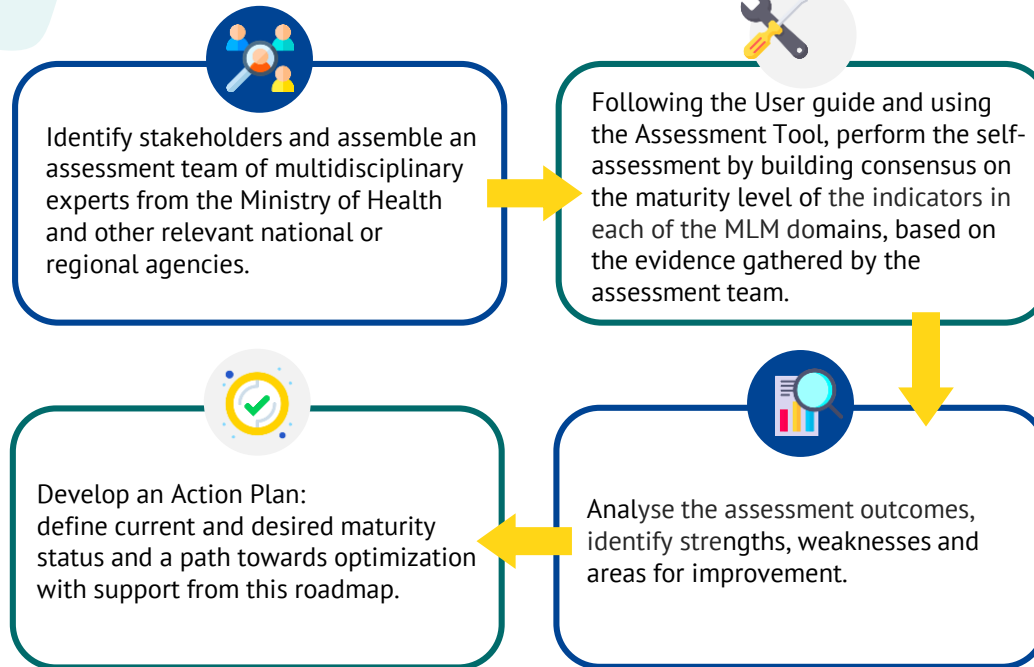 Identify stakeholders and assemble an
assessment team of multidisciplinary
experts from the Ministry of Health
and other relevant national or
regional agencies.
Following the User guide and using
the Assessment Tool, perform the self-
assessment by building consensus on
the maturity level of the indicators in
each of the MLM domains, based on
the evidence gathered by the
assessment team.
Analyse the assessment outcomes,
identify strengths, weaknesses and
areas for improvement.
Develop an Action Plan:
define current and desired maturity
status and a path towards optimization
with support from this roadmap.